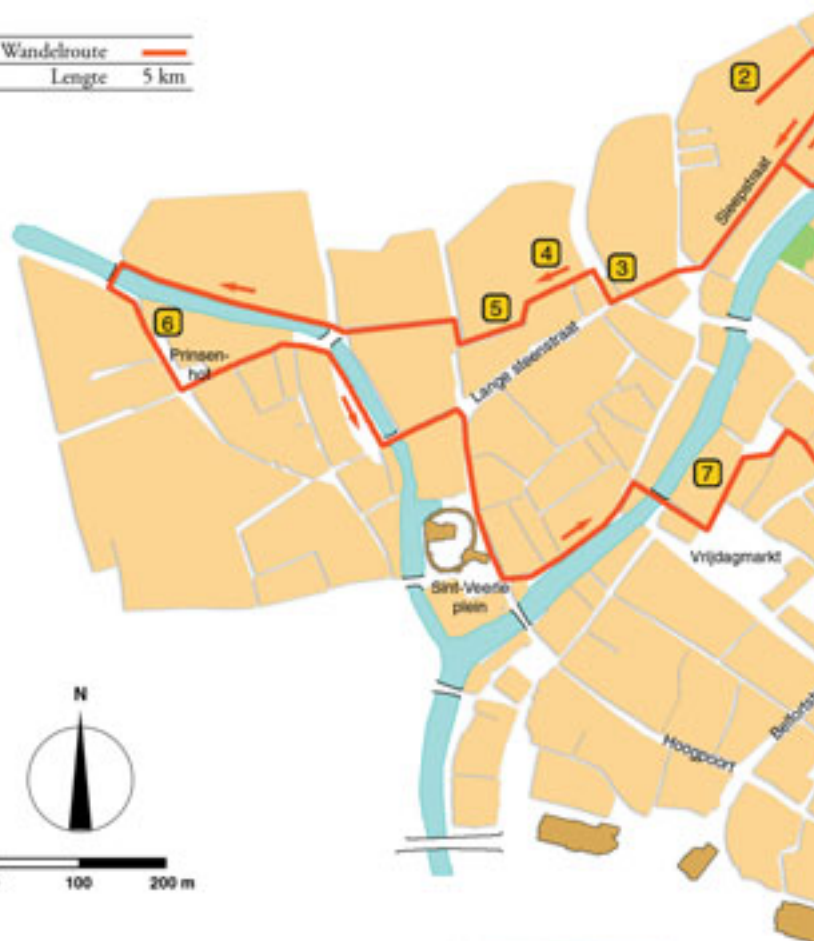 Wandelroute
Lengte 5 km
2
Sleepstraat
4
3
5
6
Prinsen-
hof
Lange steenstraat
7
Vrijdagmarkt
Sint-Veerle
plein
N
Hoogpoort
100 200 m